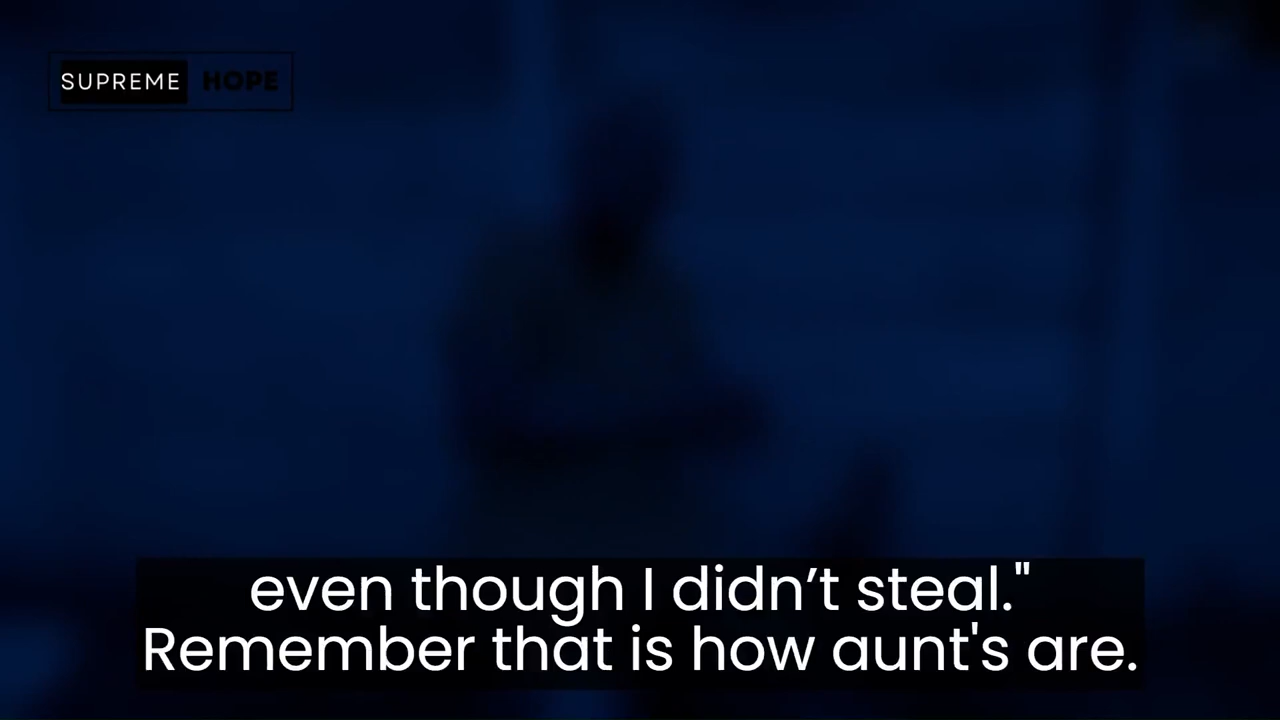 SUPREME HOPE
even though I didn’t steal."
Remember that is how aunt's are.